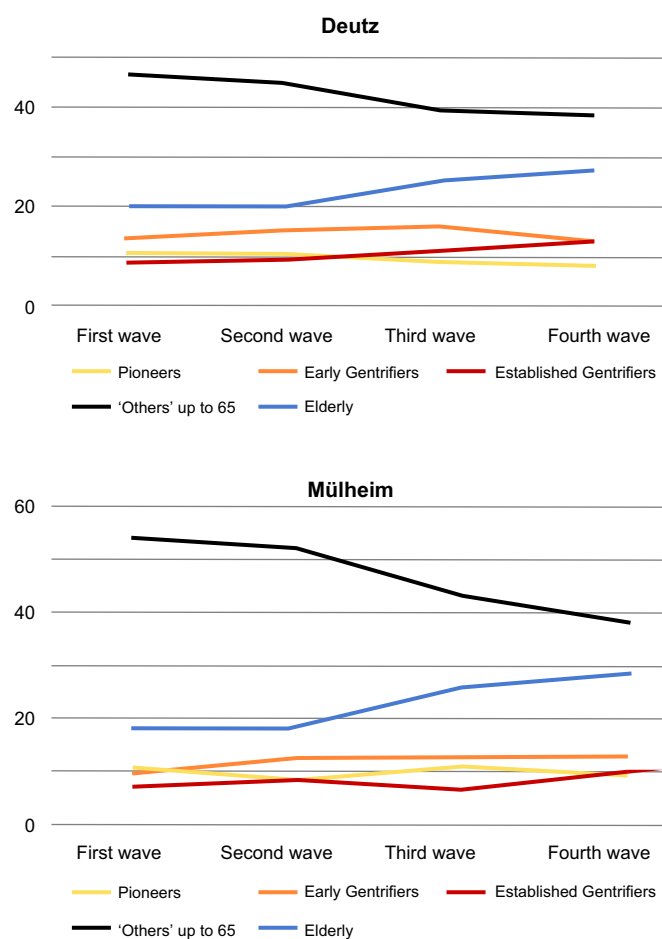 Deutz
40
20
0
First wave Second wave Third wave Fourth wave
Pioneers Early Gentrifiers Established Gentrifiers
‘Others’ up to 65 Elderly
Mülheim
60
40
20
0
First wave Second wave Third wave Fourth wave
Pioneers Early Gentrifiers Established Gentrifiers
‘Others’ up to 65 Elderly